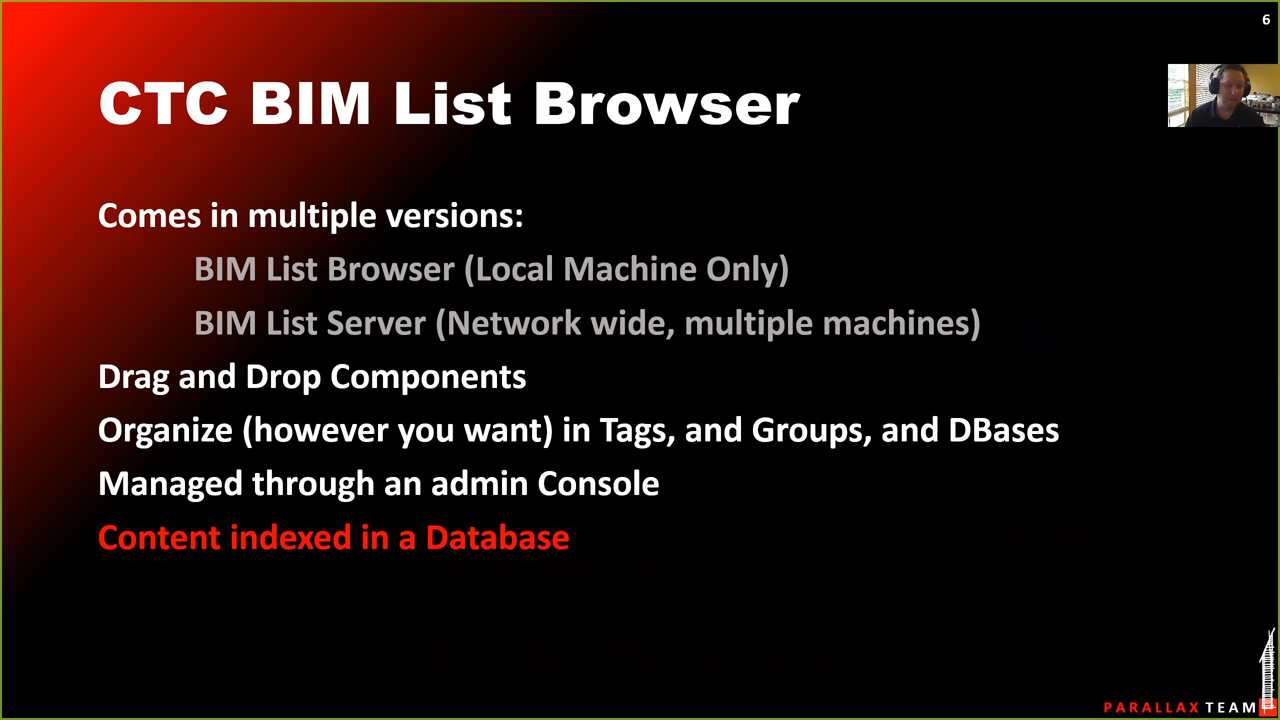 6
CTC BIM List Browser
Comes in multiple versions:
BIM List Browser (Local Machine Only)
BIM List Server (Network wide, multiple machines)
Drag and Drop Components
Organize (however you want) in Tags, and Groups, and DBases
Managed through an admin Console
Content indexed in a Database
PARALLAX TEAM